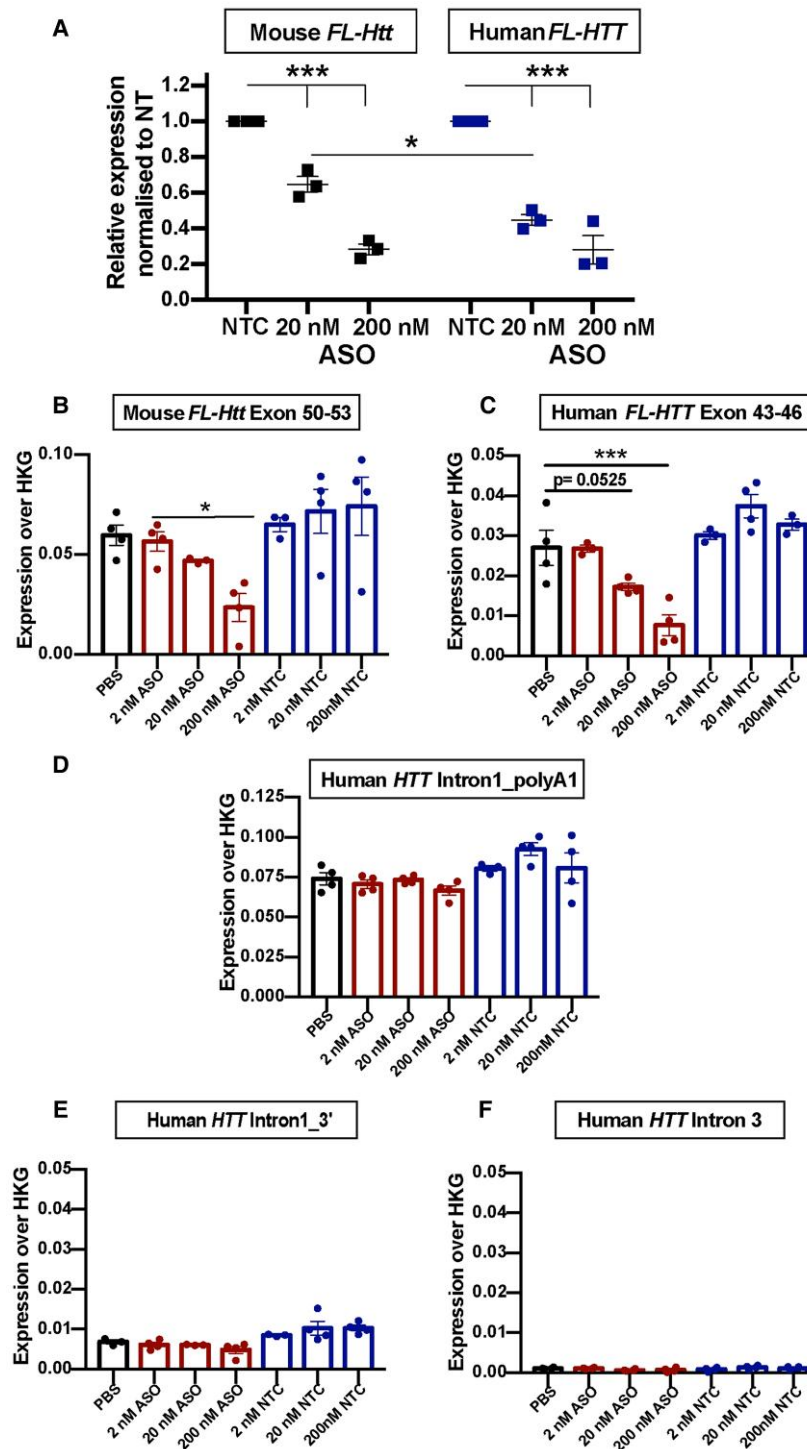 A
Mouse FL-Htt
Human FL-HTT
Relative expression
normalised to NT
1.2
1.0
0.8
0.6
0.4
0.2
0.0
***
***
*
NTC 20 nM 200 nM
ASO
NTC 20 nM 200 nM
ASO
B
Mouse FL-Htt Exon 50-53
Expression over HKG
0.10
0.05
0.00
*
PBS
2 nM ASO
20 nM ASO
200 nM ASO
2 nM NTC
20 nM NTC
200nM NTC
C
Human FL-HTT Exon 43-46
Expression over HKG
0.05
0.04
0.03
0.02
0.01
0.00
***
p= 0.0525
PBS
2 nM ASO
20 nM ASO
200 nM ASO
2 nM NTC
20 nM NTC
200nM NTC
D
Human HTT Intron1_polyA1
Expression over HKG
0.125
0.100
0.075
0.050
0.025
0.000
PBS
2 nM ASO
20 nM ASO
200 nM ASO
2 nM NTC
20 nM NTC
200nM NTC
E
Human HTT Intron1_3'
Expression over HKG
0.05
0.04
0.03
0.02
0.01
0.00
PBS
2 nM ASO
20 nM ASO
200 nM ASO
2 nM NTC
20 nM NTC
200nM NTC
F
Human HTT Intron 3
Expression over HKG
0.05
0.04
0.03
0.02
0.01
0.00
PBS
2 nM ASO
20 nM ASO
200 nM ASO
2 nM NTC
20 nM NTC
200nM NTC